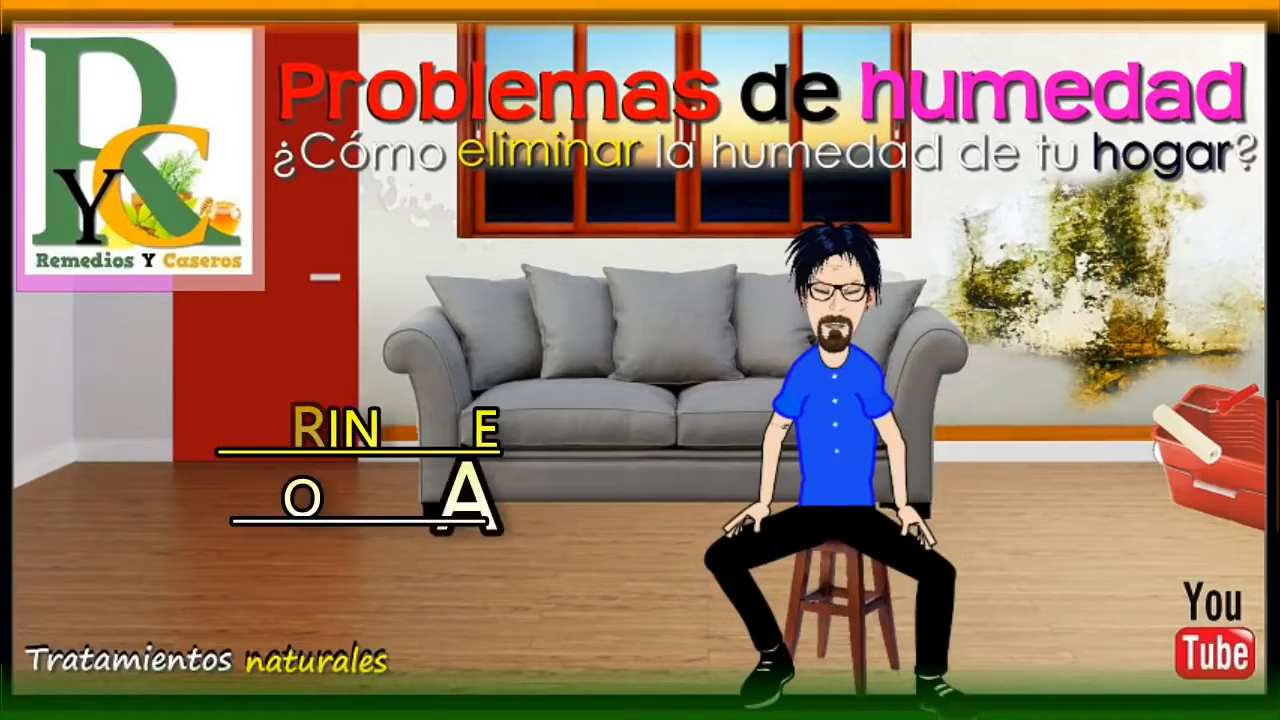 RyC
Remedios Y Caseros
Problemas de humedad
¿Cómo eliminar la humedad de tu hogar?
RIN E
O A
Tratamientos naturales
You
Tube